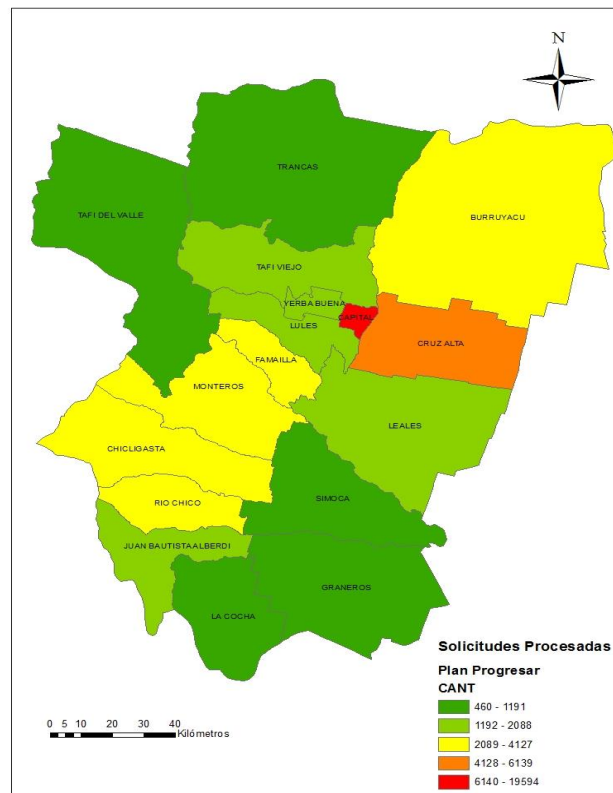 N
TRANCAS
TAFI DEL VALLE
BURRUYACU
TAFI VIEJO
YERBA BUENA
CAPITAL
LULES
CRUZ ALTA
FAMAILLA
MONTEROS
LEALES
CHICLIGASTA
SIMOCA
RIO CHICO
JUAN BAUTISTA ALBERDI
GRANEROS
LA COCHA
Solicitudes Procesadas
Plan Progresar
CANT
460 - 1191
1192 - 2088
2089 - 4127
4128 - 6139
6140 - 19594
0 5 10 20 30 40
Kilómetros